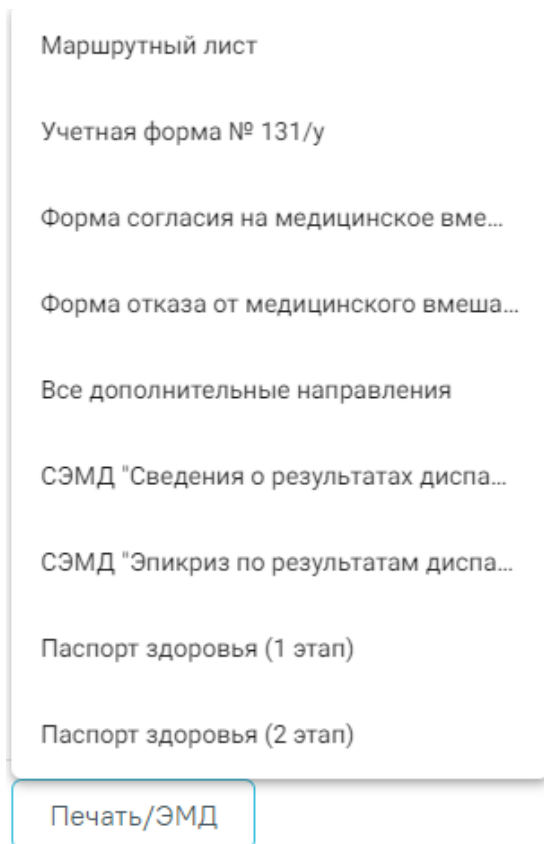 Маршрутный лист
Учетная форма № 131/у
Форма согласия на медицинское вме...
Форма отказа от медицинского вмеша...
Все дополнительные направления
СЭМД "Сведения о результатах диспа...
СЭМД "Эпикриз по результатам диспа...
Паспорт здоровья (1 этап)
Паспорт здоровья (2 этап)
Печать/ЭМД